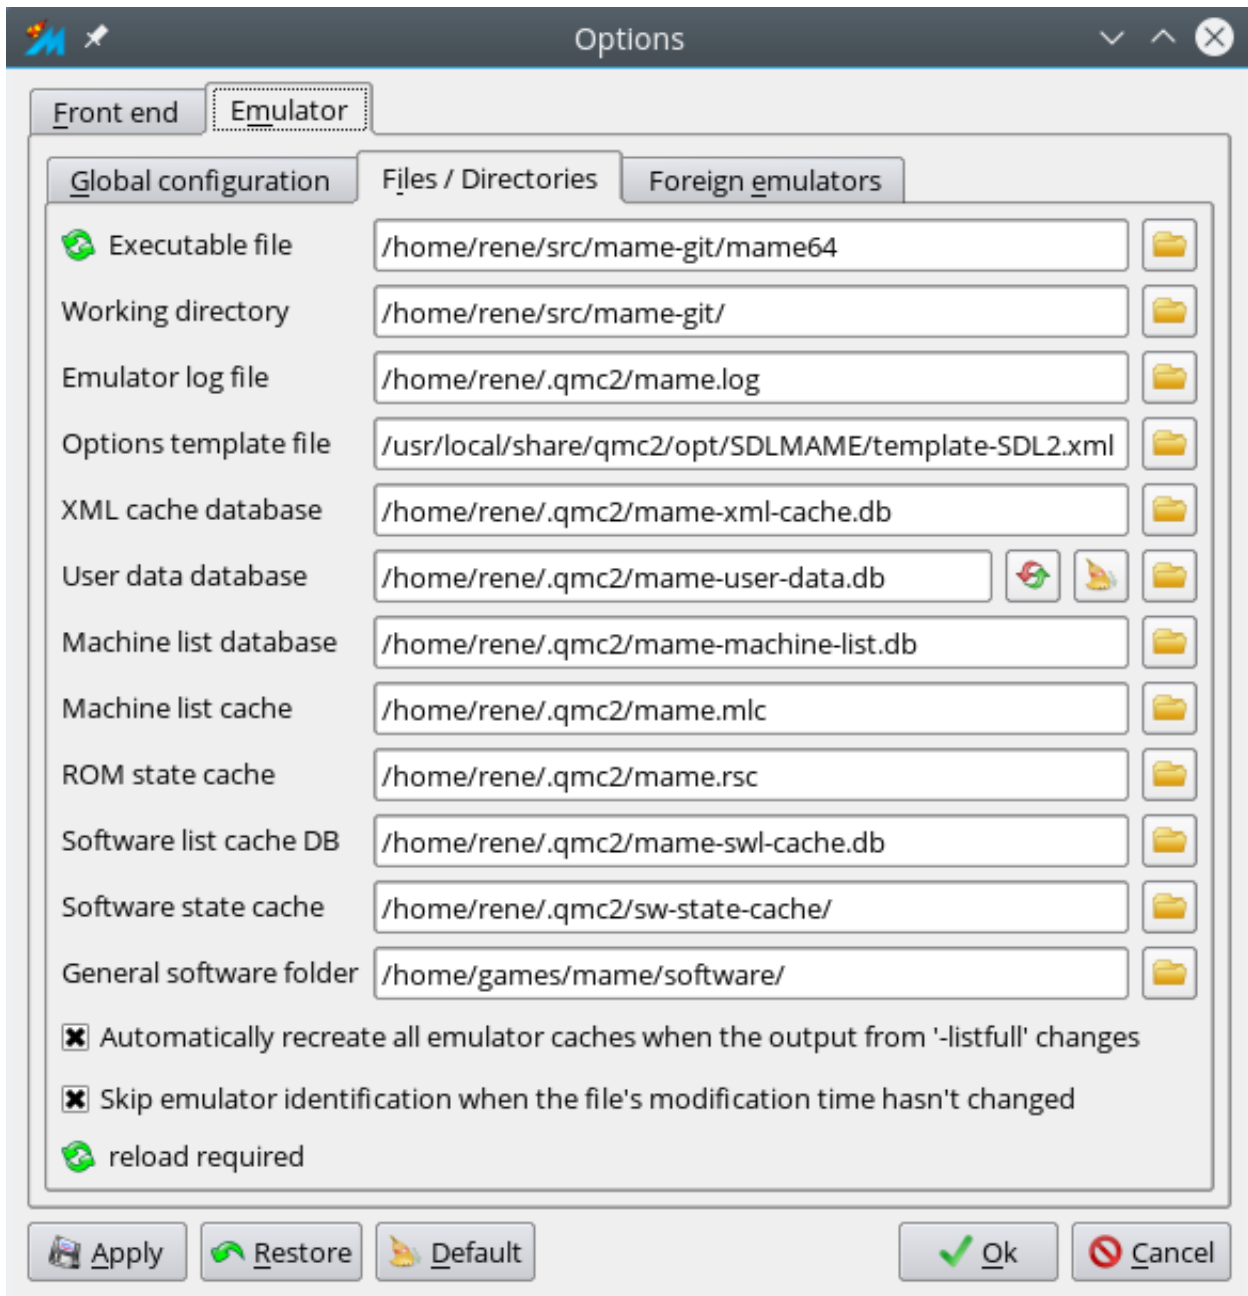 Options
Front end Emulator
Global configuration Files / Directories Foreign emulators
Executable file /home/rene/src/mame-git/mame64
Working directory /home/rene/src/mame-git/
Emulator log file /home/rene/.qmc2/mame.log
Options template file /usr/local/share/qmc2/opt/SDLMAME/template-SDL2.xml
XML cache database /home/rene/.qmc2/mame-xml-cache.db
User data database /home/rene/.qmc2/mame-user-data.db
Machine list database /home/rene/.qmc2/mame-machine-list.db
Machine list cache /home/rene/.qmc2/mame.mlc
ROM state cache /home/rene/.qmc2/mame.rsc
Software list cache DB /home/rene/.qmc2/mame-swl-cache.db
Software state cache /home/rene/.qmc2/sw-state-cache/
General software folder /home/games/mame/software/
Automatically recreate all emulator caches when the output from '-listfull' changes
Skip emulator identification when the file's modification time hasn't changed
reload required
Apply Restore Default Ok Cancel